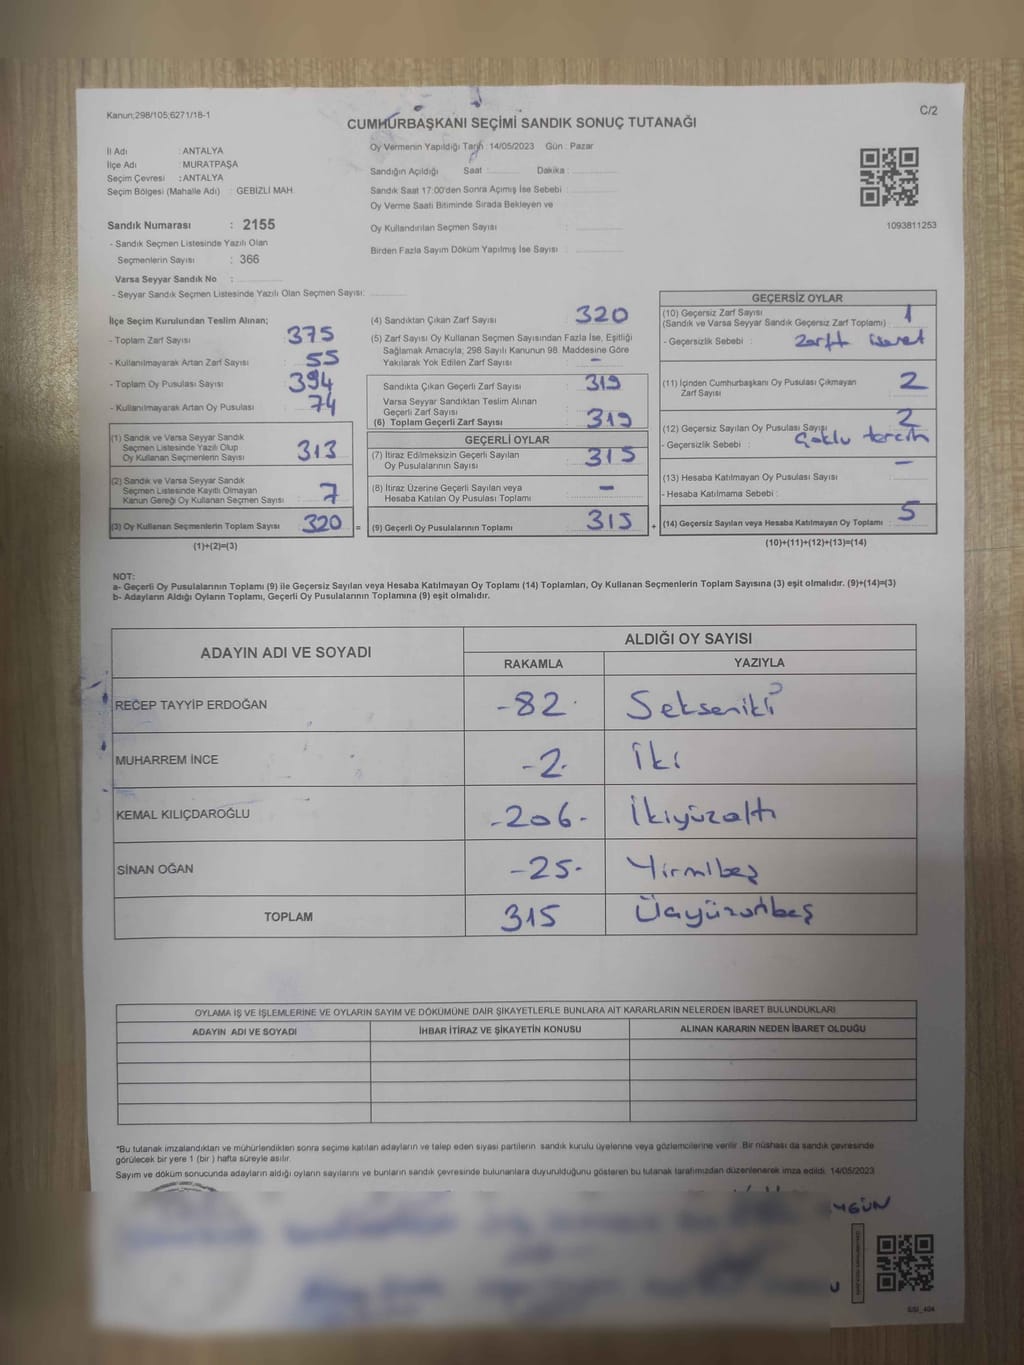 Kanun;298/105;6271/18-1
C/2
CUMHURBAŞKANI SEÇİMİ SANDIK SONUÇ TUTANAĞI
İl Adı : ANTALYA
İlçe Adı : MURATPAŞA
Seçim Çevresi : ANTALYA
Seçim Bölgesi (Mahalle Adı) : GEBİZLİ MAH.
Sandık Numarası : 2155
- Sandık Seçmen Listesinde Yazılı Olan
Seçmenlerin Sayısı : 366
Varsa Seyyar Sandık No :
- Seyyar Sandık Seçmen Listesinde Yazılı Olan Seçmen Sayısı:
Oy Vermenin Yapıldığı Tarih : 14/05/2023 Gün : Pazar
Sandığın Açıldığı Saat : Dakika :
Sandık Saat 17:00'den Sonra Açımış İse Sebebi
Oy Verme Saati Bitiminde Sırada Bekleyen ve
Oy Kullandırılan Seçmen Sayısı :
Birden Fazla Sayım Döküm Yapılmış İse Sayısı :
1093811253
İlçe Seçim Kurulundan Teslim Alınan;
- Toplam Zarf Sayısı : 375
- Kullanılmayarak Artan Zarf Sayısı : 55
- Toplam Oy Pusulası Sayısı : 394
- Kullanılmayarak Artan Oy Pusulası : 74
(1) Sandık ve Varsa Seyyar Sandık
Seçmen Listesinde Yazılı Olup
Oy Kullanan Seçmenlerin Sayısı : 313
(2) Sandık ve Varsa Seyyar Sandık
Seçmen Listesinde Kayıtlı Olmayan
Kanun Gereği Oy Kullanan Seçmen Sayısı : 7
(3) Oy Kullanan Seçmenlerin Toplam Sayısı : 320
(1)+(2)=(3)
=
(4) Sandıktan Çıkan Zarf Sayısı : 320
(5) Zarf Sayısı Oy Kullanan Seçmen Sayısından Fazla İse, Eşitliği
Sağlamak Amacıyla, 298 Sayılı Kanunun 98. Maddesine Göre
Yakılarak Yok Edilen Zarf Sayısı : –
Sandıkta Çıkan Geçerli Zarf Sayısı : 319
Varsa Seyyar Sandıktan Teslim Alınan
Geçerli Zarf Sayısı :
(6) Toplam Geçerli Zarf Sayısı : 319
GEÇERLİ OYLAR
(7) İtiraz Edilmeksizin Geçerli Sayılan
Oy Pusulalarının Sayısı : 315
(8) İtiraz Üzerine Geçerli Sayılan veya
Hesaba Katılan Oy Pusulası Toplamı : –
(9) Geçerli Oy Pusulalarının Toplamı : 315
+
GEÇERSİZ OYLAR
(10) Geçersiz Zarf Sayısı
(Sandık ve Varsa Seyyar Sandık Geçersiz Zarf Toplamı) : 1
- Geçersizlik Sebebi : Zarft işaret
(11) İçinden Cumhurbaşkanı Oy Pusulası Çıkmayan
Zarf Sayısı : 2
(12) Geçersiz Sayılan Oy Pusulası Sayısı : 2
- Geçersizlik Sebebi : Çoklu tercih
(13) Hesaba Katılmayan Oy Pusulası Sayısı : –
- Hesaba Katılmama Sebebi :
(14) Geçersiz Sayılan veya Hesaba Katılmayan Oy Toplamı : 5
(10)+(11)+(12)+(13)=(14)
NOT:
a- Geçerli Oy Pusulalarının Toplamı (9) ile Geçersiz Sayılan veya Hesaba Katılmayan Oy Toplamı (14) Toplamları, Oy Kullanan Seçmenlerin Toplam Sayısına (3) eşit olmalıdır. (9)+(14)=(3)
b- Adayların Aldığı Oyların Toplamı, Geçerli Oy Pusulalarının Toplamına (9) eşit olmalıdır.
ADAYIN ADI VE SOYADI
ALDIĞI OY SAYISI
RAKAMLA YAZIYLA
RECEP TAYYİP ERDOĞAN -82- Sekseniki
MUHARREM İNCE -2- İki
KEMAL KILIÇDAROĞLU -206- İkiyüzaltı
SİNAN OĞAN -25- Yirmibeş
TOPLAM 315 Üçyüzonbeş
OYLAMA İŞ VE İŞLEMLERİNE VE OYLARIN SAYIM VE DÖKÜMÜNE DAİR ŞİKAYETLERLE BUNLARA AİT KARARLARIN NELERDEN İBARET BULUNDUKLARI
ADAYIN ADI VE SOYADI İHBAR İTİRAZ VE ŞİKAYETİN KONUSU ALINAN KARARIN NEDEN İBARET OLDUĞU
*Bu tutanak imzalandıktan ve mühürlendikten sonra seçime katılan adayların ve talep eden siyasi partilerin sandık kurulu üyelerine veya gözlemcilerine verilir. Bir nüshası da sandık çevresinde
görülecek bir yere 1 (bir) hafta süreyle asılır.
Sayım ve döküm sonucunda adayların aldığı oyların sayılarını ve bunların sandık çevresinde bulunanlara duyurulduğunu gösteren bu tutanak tarafımızdan düzenlenerek imza edildi. 14/05/2023
SSI_404